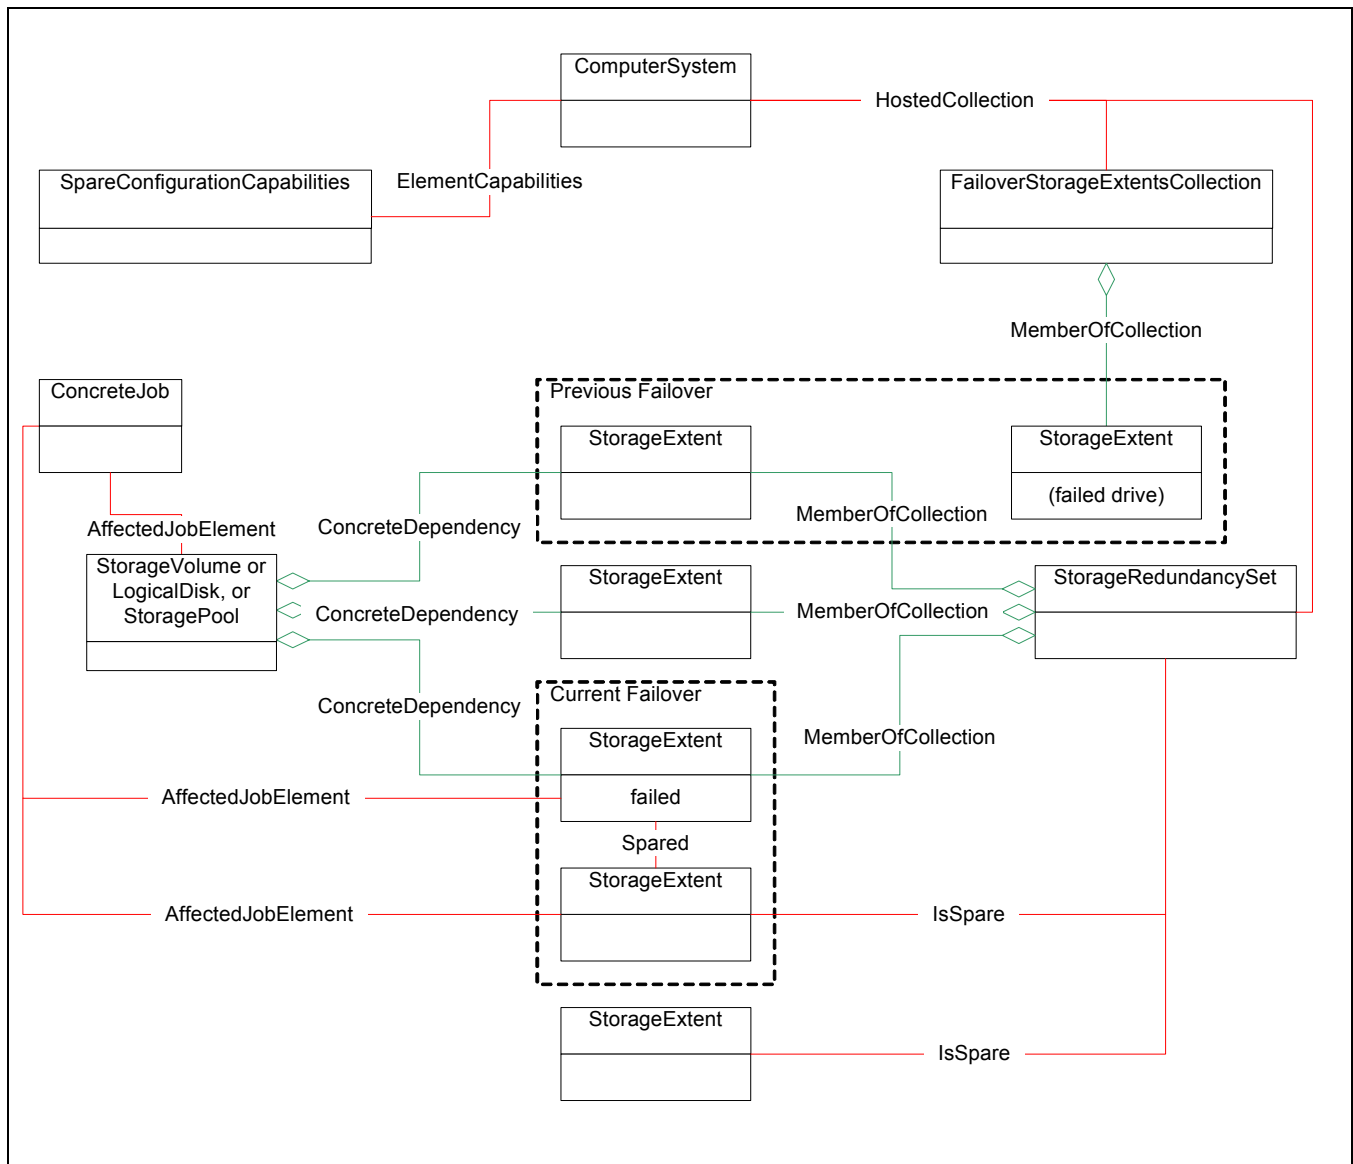 ComputerSystem
HostedCollection
SpareConfigurationCapabilities
ElementCapabilities
FailoverStorageExtentsCollection
MemberOfCollection
ConcreteJob
Previous Failover
StorageExtent
StorageExtent
(failed drive)
ConcreteDependency
MemberOfCollection
AffectedJobElement
StorageVolume or
LogicalDisk, or
StoragePool
StorageExtent
StorageRedundancySet
ConcreteDependency
MemberOfCollection
Current Failover
ConcreteDependency
StorageExtent
MemberOfCollection
AffectedJobElement
failed
Spared
StorageExtent
AffectedJobElement
IsSpare
StorageExtent
IsSpare